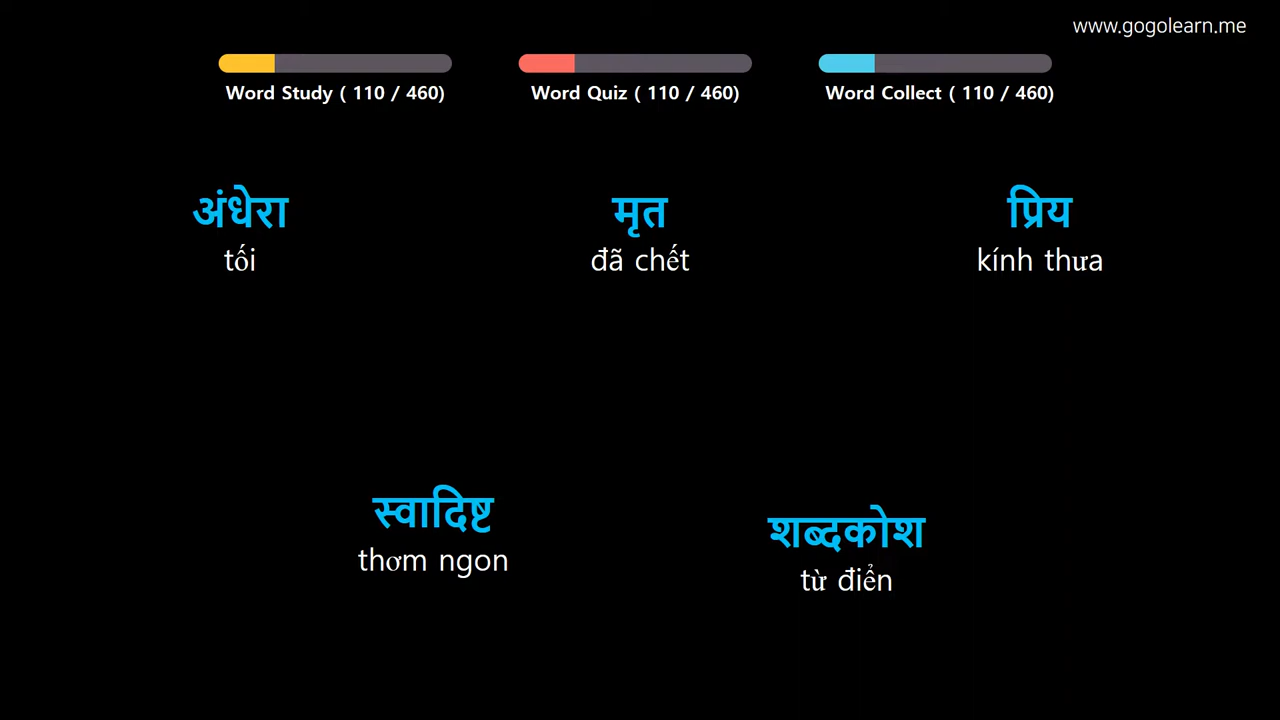 www.gogolearn.me
Word Study ( 110 / 460)
Word Quiz ( 110 / 460)
Word Collect ( 110 / 460)
अंधेरा
tối
मृत
đã chết
प्रिय
kính thưa
स्वादिष्ट
thơm ngon
शब्दकोश
từ điển